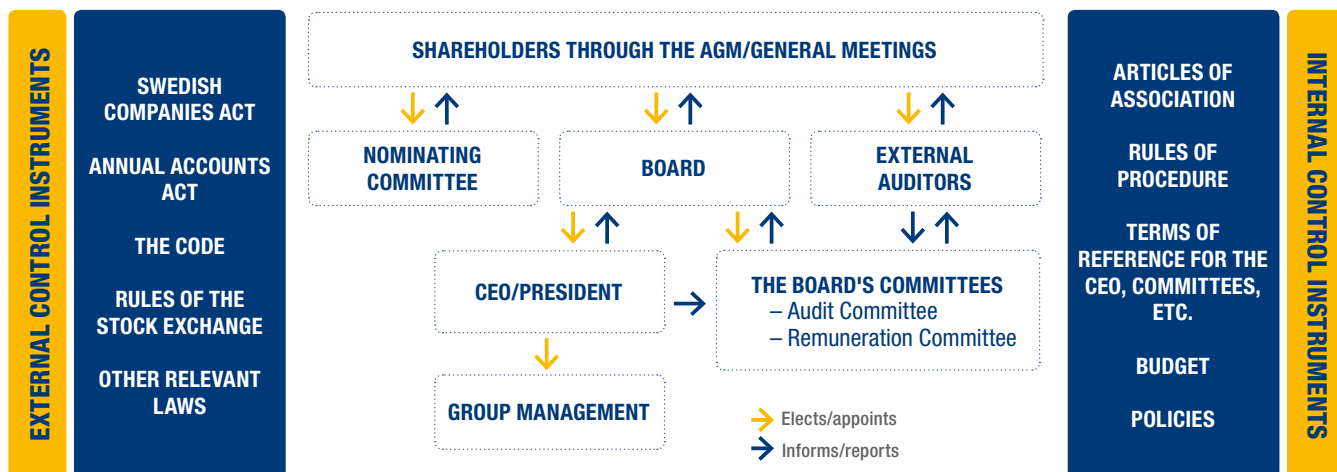 EXTERNAL CONTROL INSTRUMENTS
SWEDISH
COMPANIES ACT
ANNUAL ACCOUNTS
ACT
THE CODE
RULES OF THE
STOCK EXCHANGE
OTHER RELEVANT
LAWS
SHAREHOLDERS THROUGH THE AGM/GENERAL MEETINGS
NOMINATING
COMMITTEE
BOARD
EXTERNAL
AUDITORS
CEO/PRESIDENT
THE BOARD'S COMMITTEES
– Audit Committee
– Remuneration Committee
GROUP MANAGEMENT
Elects/appoints
Informs/reports
ARTICLES OF
ASSOCIATION
RULES OF
PROCEDURE
TERMS OF
REFERENCE FOR THE
CEO, COMMITTEES,
ETC.
BUDGET
POLICIES
INTERNAL CONTROL INSTRUMENTS